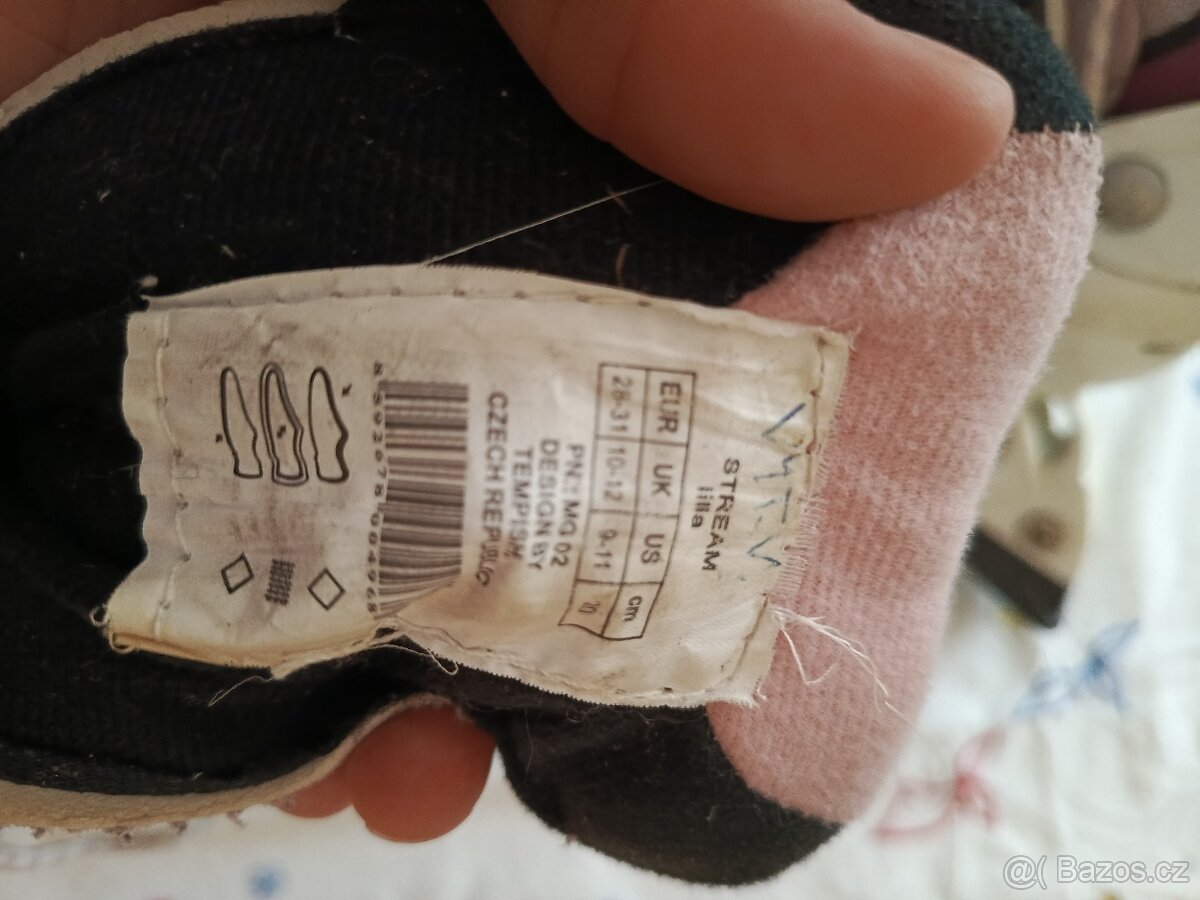 STREAM
lilla
EUR UK US cm
28-31 10-12 9-11 20
PN.: MG 02
DESIGN BY
TEMPISH
CZECH REPUBLIC
@( Bazos.cz